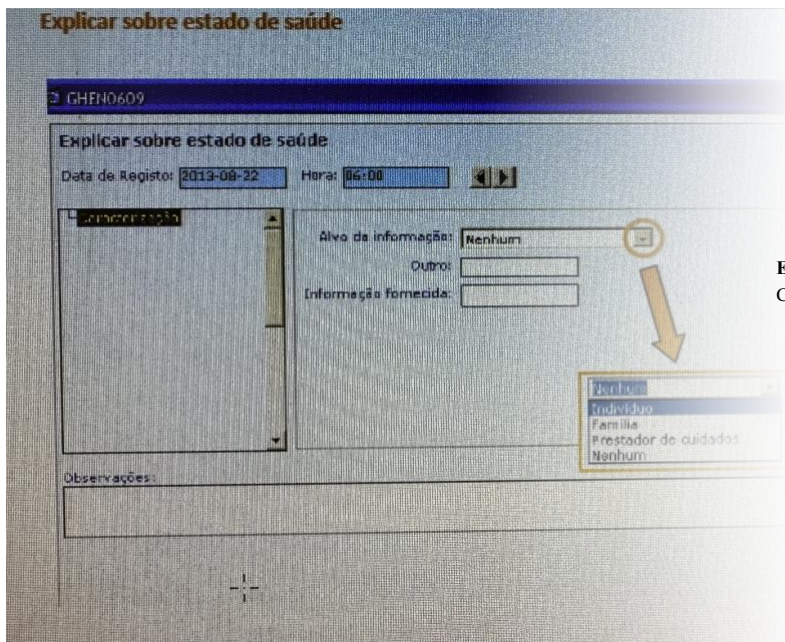 Explicar sobre estado de saúde
GHEN0609
Explicar sobre estado de saúde
Data de Registo: 2013-08-22 Hora: 06:00
Caracterização
Alvo da informação: Nenhum
Outro:
Informação fornecida:
Nenhum
Indivíduo
Família
Prestador de cuidados
Nenhum
Observações:
E
C